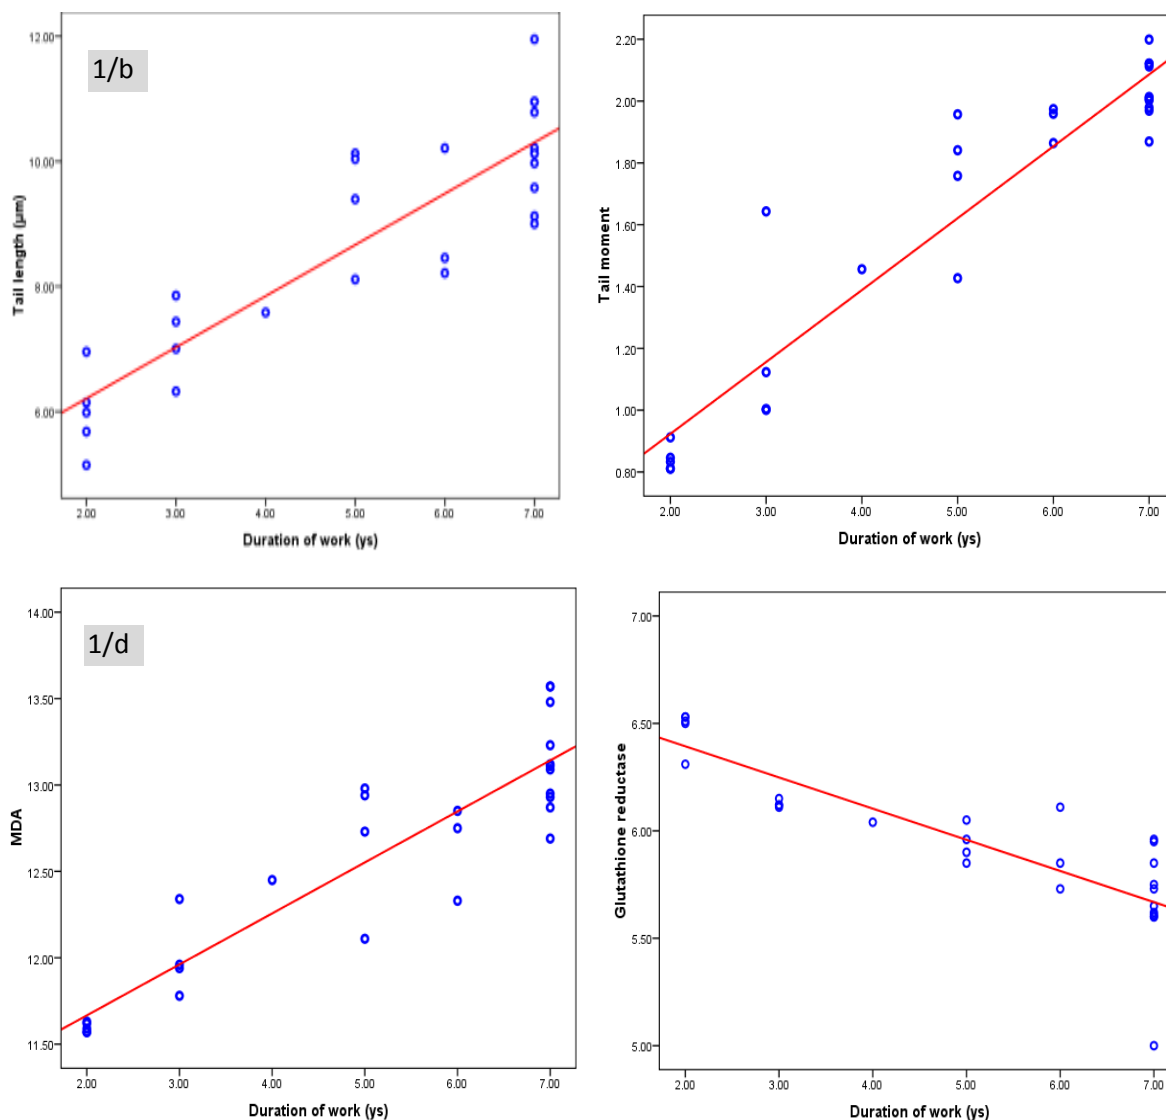 12.00
10.00
8.00
6.00
Tail length (µm)
1/b
2.00 3.00 4.00 5.00 6.00 7.00
Duration of work (ys)
2.20
2.00
1.80
1.60
1.40
1.20
1.00
0.80
Tail moment
2.00 3.00 4.00 5.00 6.00 7.00
Duration of work (ys)
14.00
13.50
13.00
12.50
12.00
11.50
MDA
1/d
2.00 3.00 4.00 5.00 6.00 7.00
Duration of work (ys)
7.00
6.50
6.00
5.50
5.00
Glutathione reductase
2.00 3.00 4.00 5.00 6.00 7.00
Duration of work (ys)